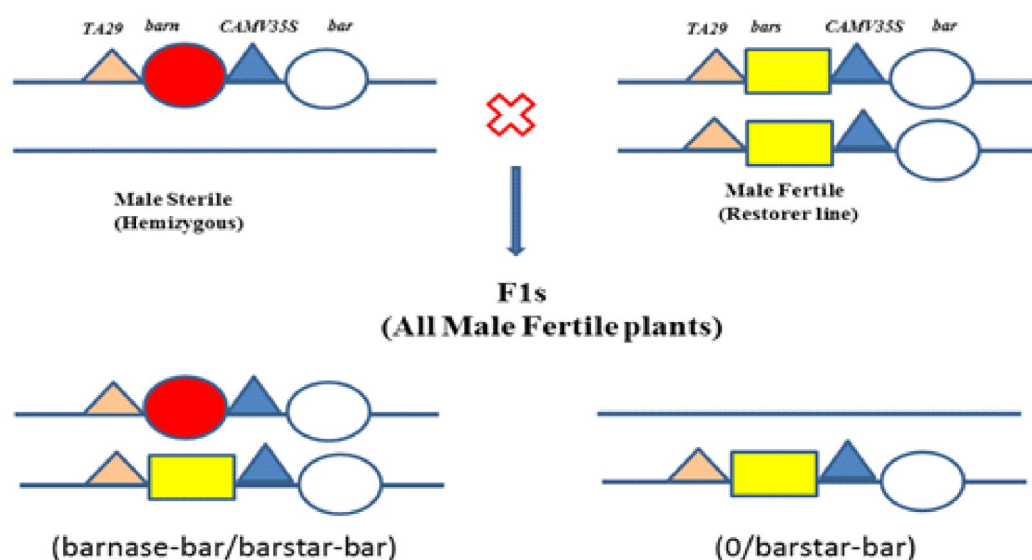 TA29 barn CAMV35S bar
TA29 bars CAMV35S bar
Male Sterile
(Hemizygous)
Male Fertile
(Restorer line)
F1s
(All Male Fertile plants)
(barnase-bar/barstar-bar)
(0/barstar-bar)